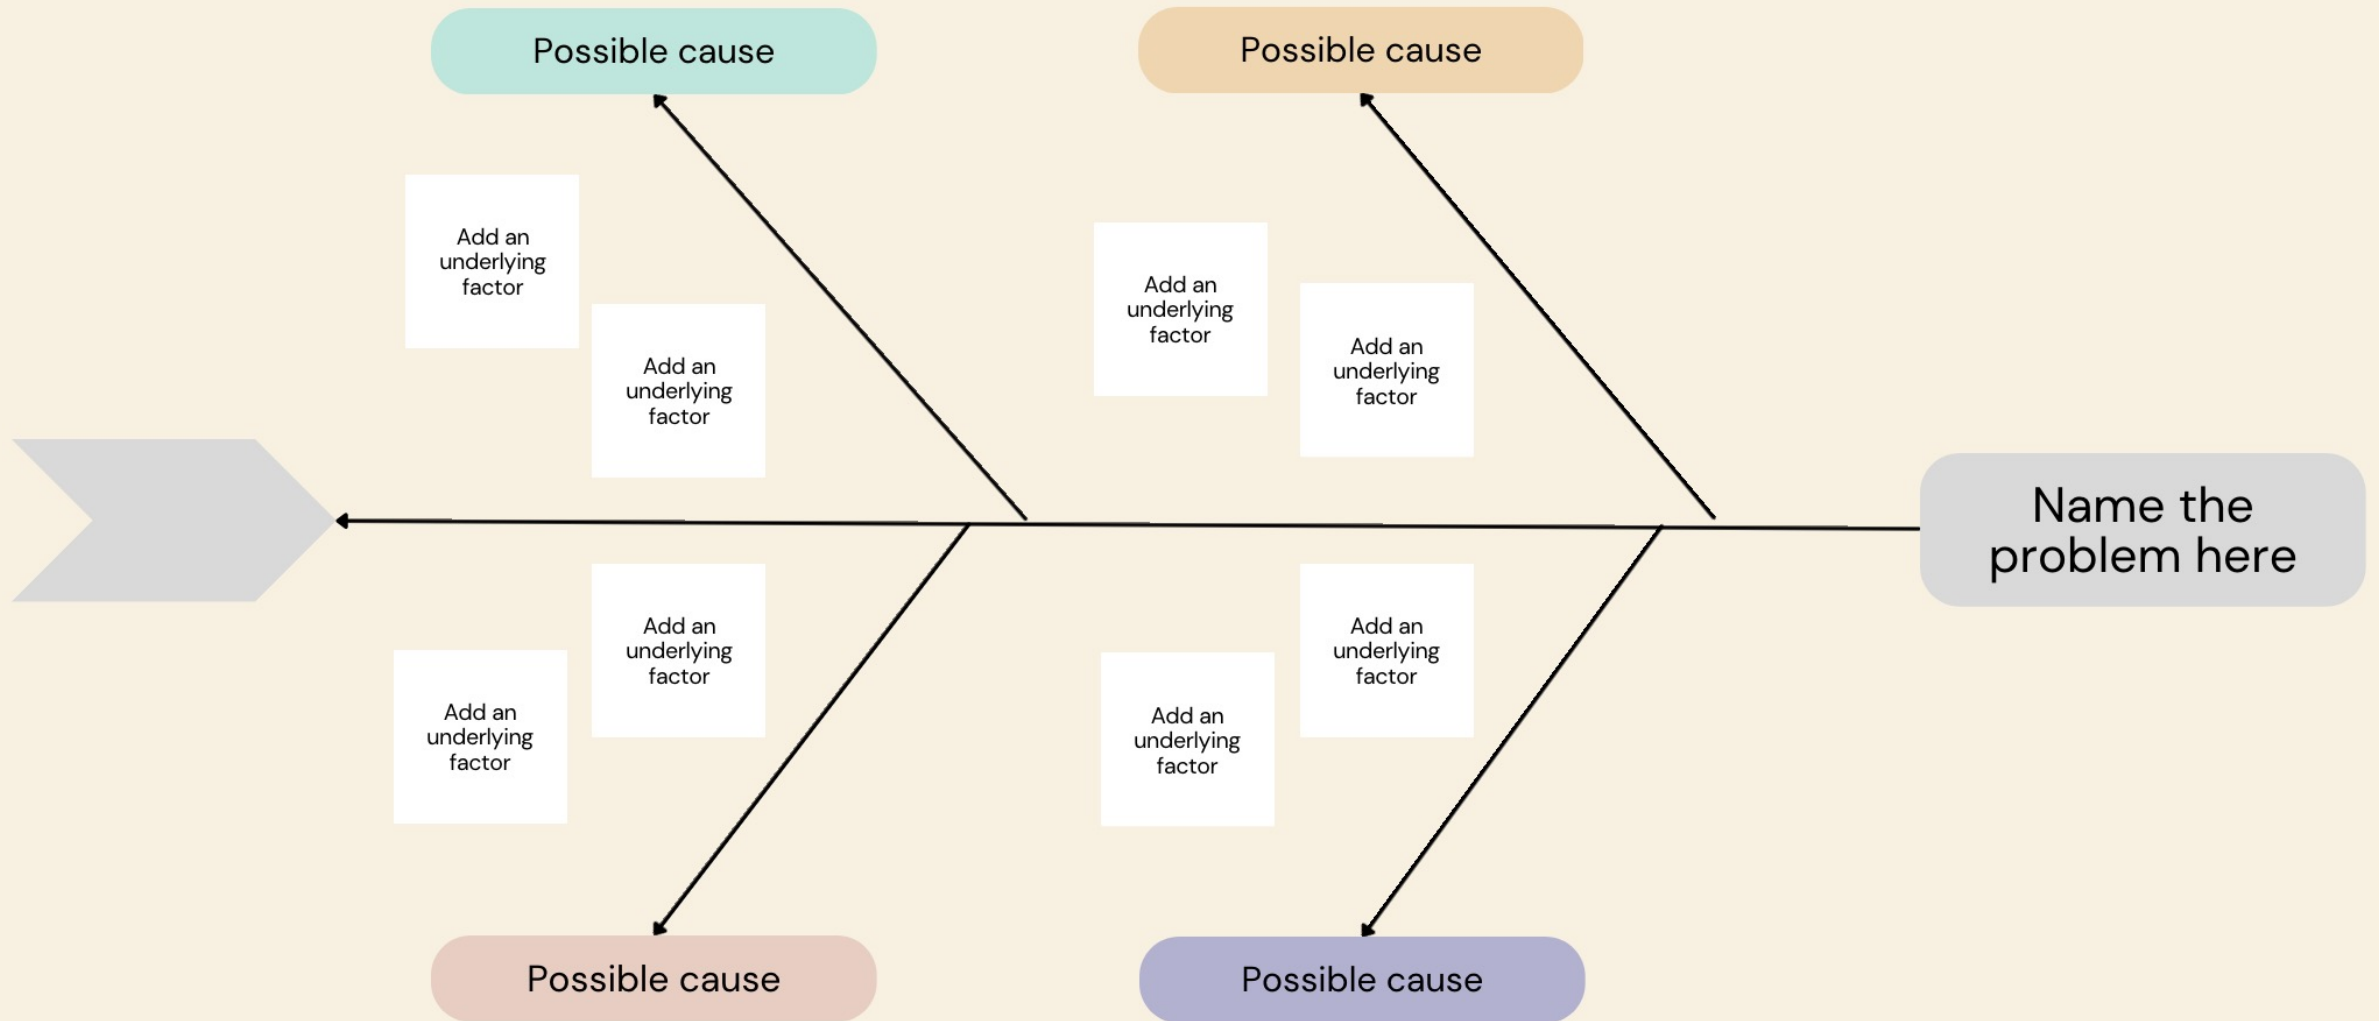 Possible cause
Possible cause
Add an
underlying
factor
Add an
underlying
factor
Add an
underlying
factor
Add an
underlying
factor
Name the
problem here
Add an
underlying
factor
Add an
underlying
factor
Add an
underlying
factor
Add an
underlying
factor
Possible cause
Possible cause